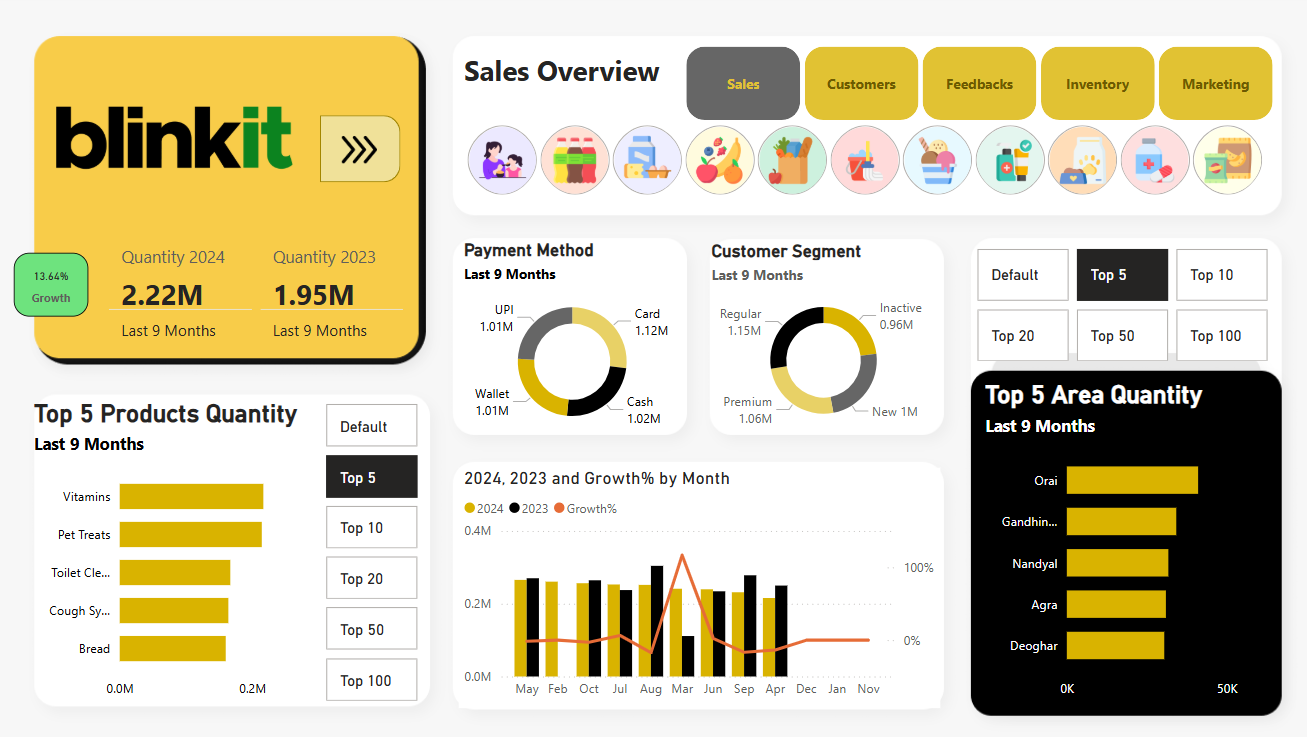 blinkit
Quantity 2024
Quantity 2023
2.22M
1.95M
Last 9 Months
Last 9 Months
13.64%
Growth
Sales Overview
Sales
Customers
Feedbacks
Inventory
Marketing
Payment Method
Last 9 Months
UPI
1.01M
Card
1.12M
Wallet
1.01M
Cash
1.02M
Customer Segment
Last 9 Months
Regular
1.15M
Inactive
0.96M
Premium
1.06M
New 1M
Default
Top 5
Top 10
Top 20
Top 50
Top 100
Top 5 Products Quantity
Last 9 Months
Vitamins
Pet Treats
Toilet Cle...
Cough Sy...
Bread
0.0M
0.2M
Default
Top 5
Top 10
Top 20
Top 50
Top 100
2024, 2023 and Growth% by Month
2024
2023
Growth%
0.4M
0.2M
0.0M
100%
0%
May Feb Oct Jul Aug Mar Jun Sep Apr Dec Jan Nov
Top 5 Area Quantity
Last 9 Months
Orai
Gandhin...
Nandyal
Agra
Deoghar
0K
50K